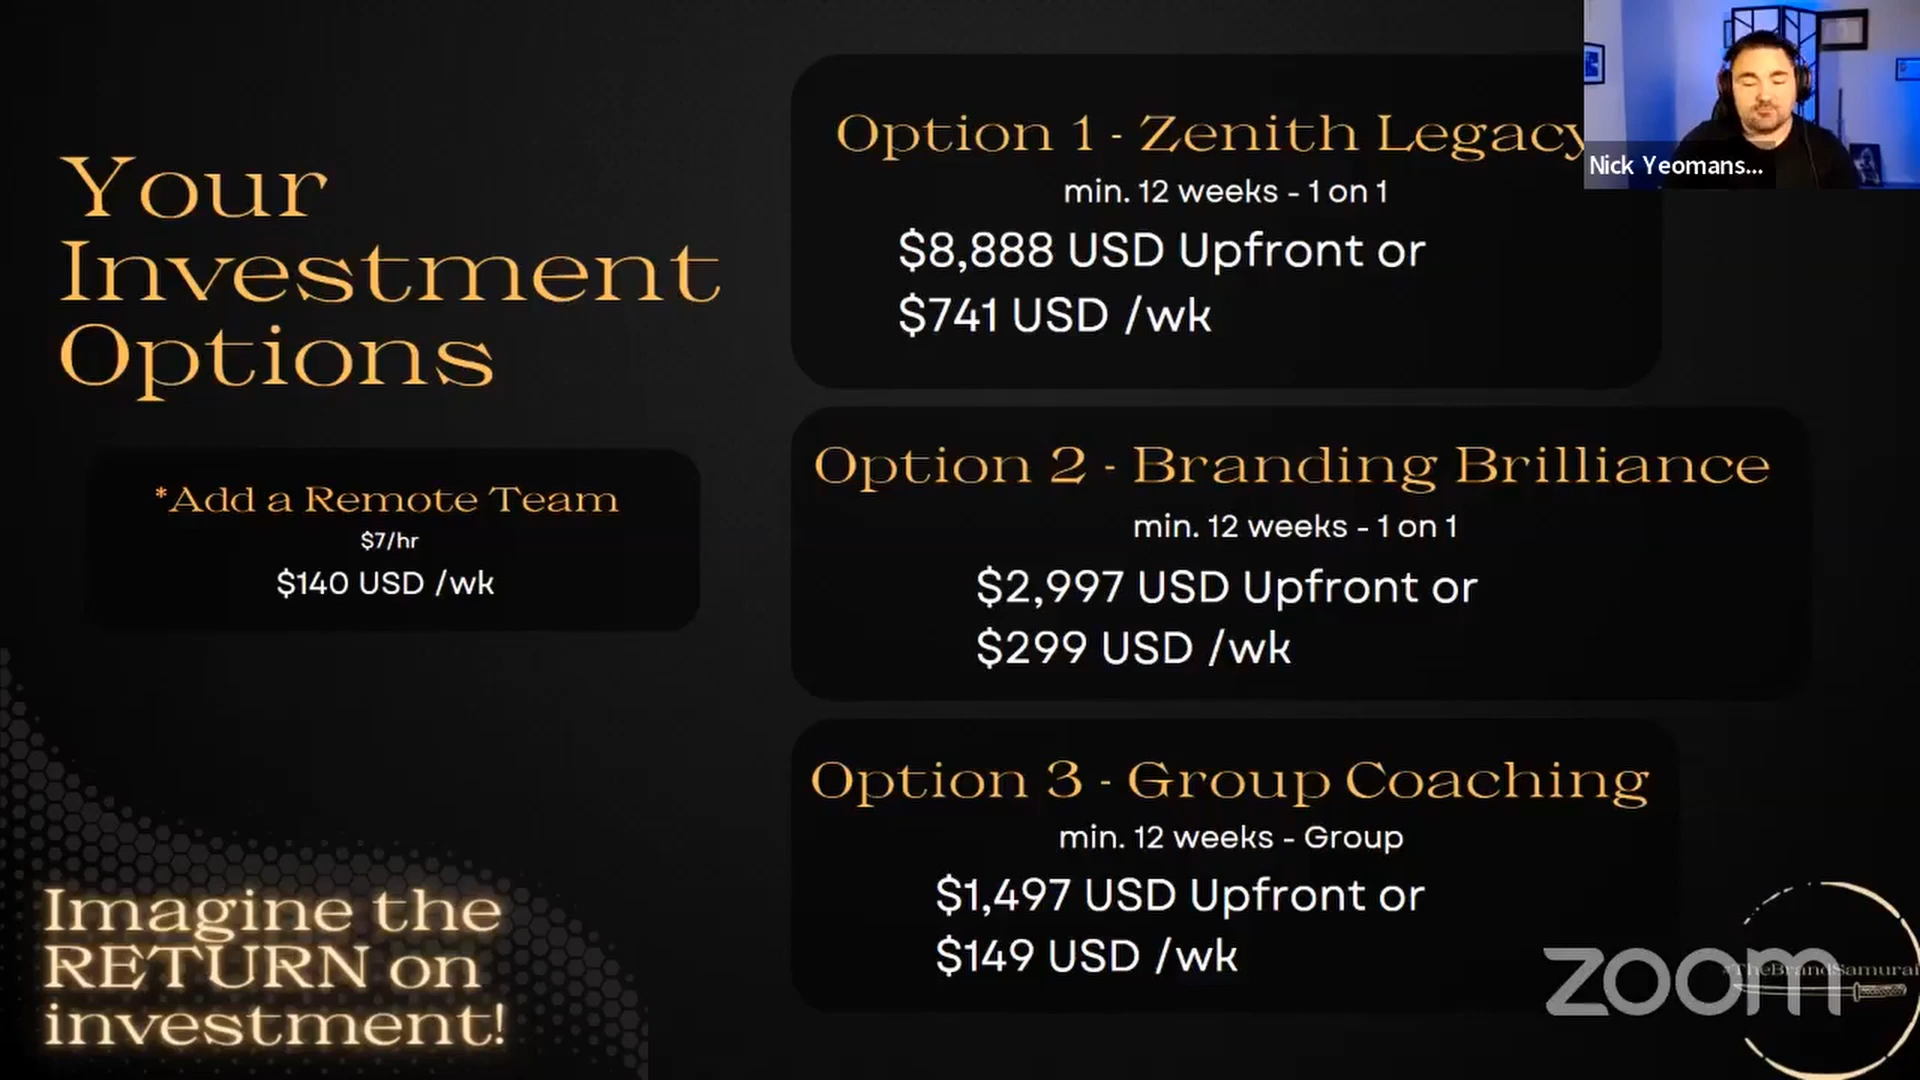 Your
Investment
Options
*Add a Remote Team
$7/hr
$140 USD /wk
Imagine the
RETURN on
investment!
Option 1 - Zenith Legacy
min. 12 weeks - 1 on 1
$8,888 USD Upfront or
$741 USD /wk
Option 2 - Branding Brilliance
min. 12 weeks - 1 on 1
$2,997 USD Upfront or
$299 USD /wk
Option 3 - Group Coaching
min. 12 weeks - Group
$1,497 USD Upfront or
$149 USD /wk
Nick Yeomans...
zoom
#TheBrandSamurai